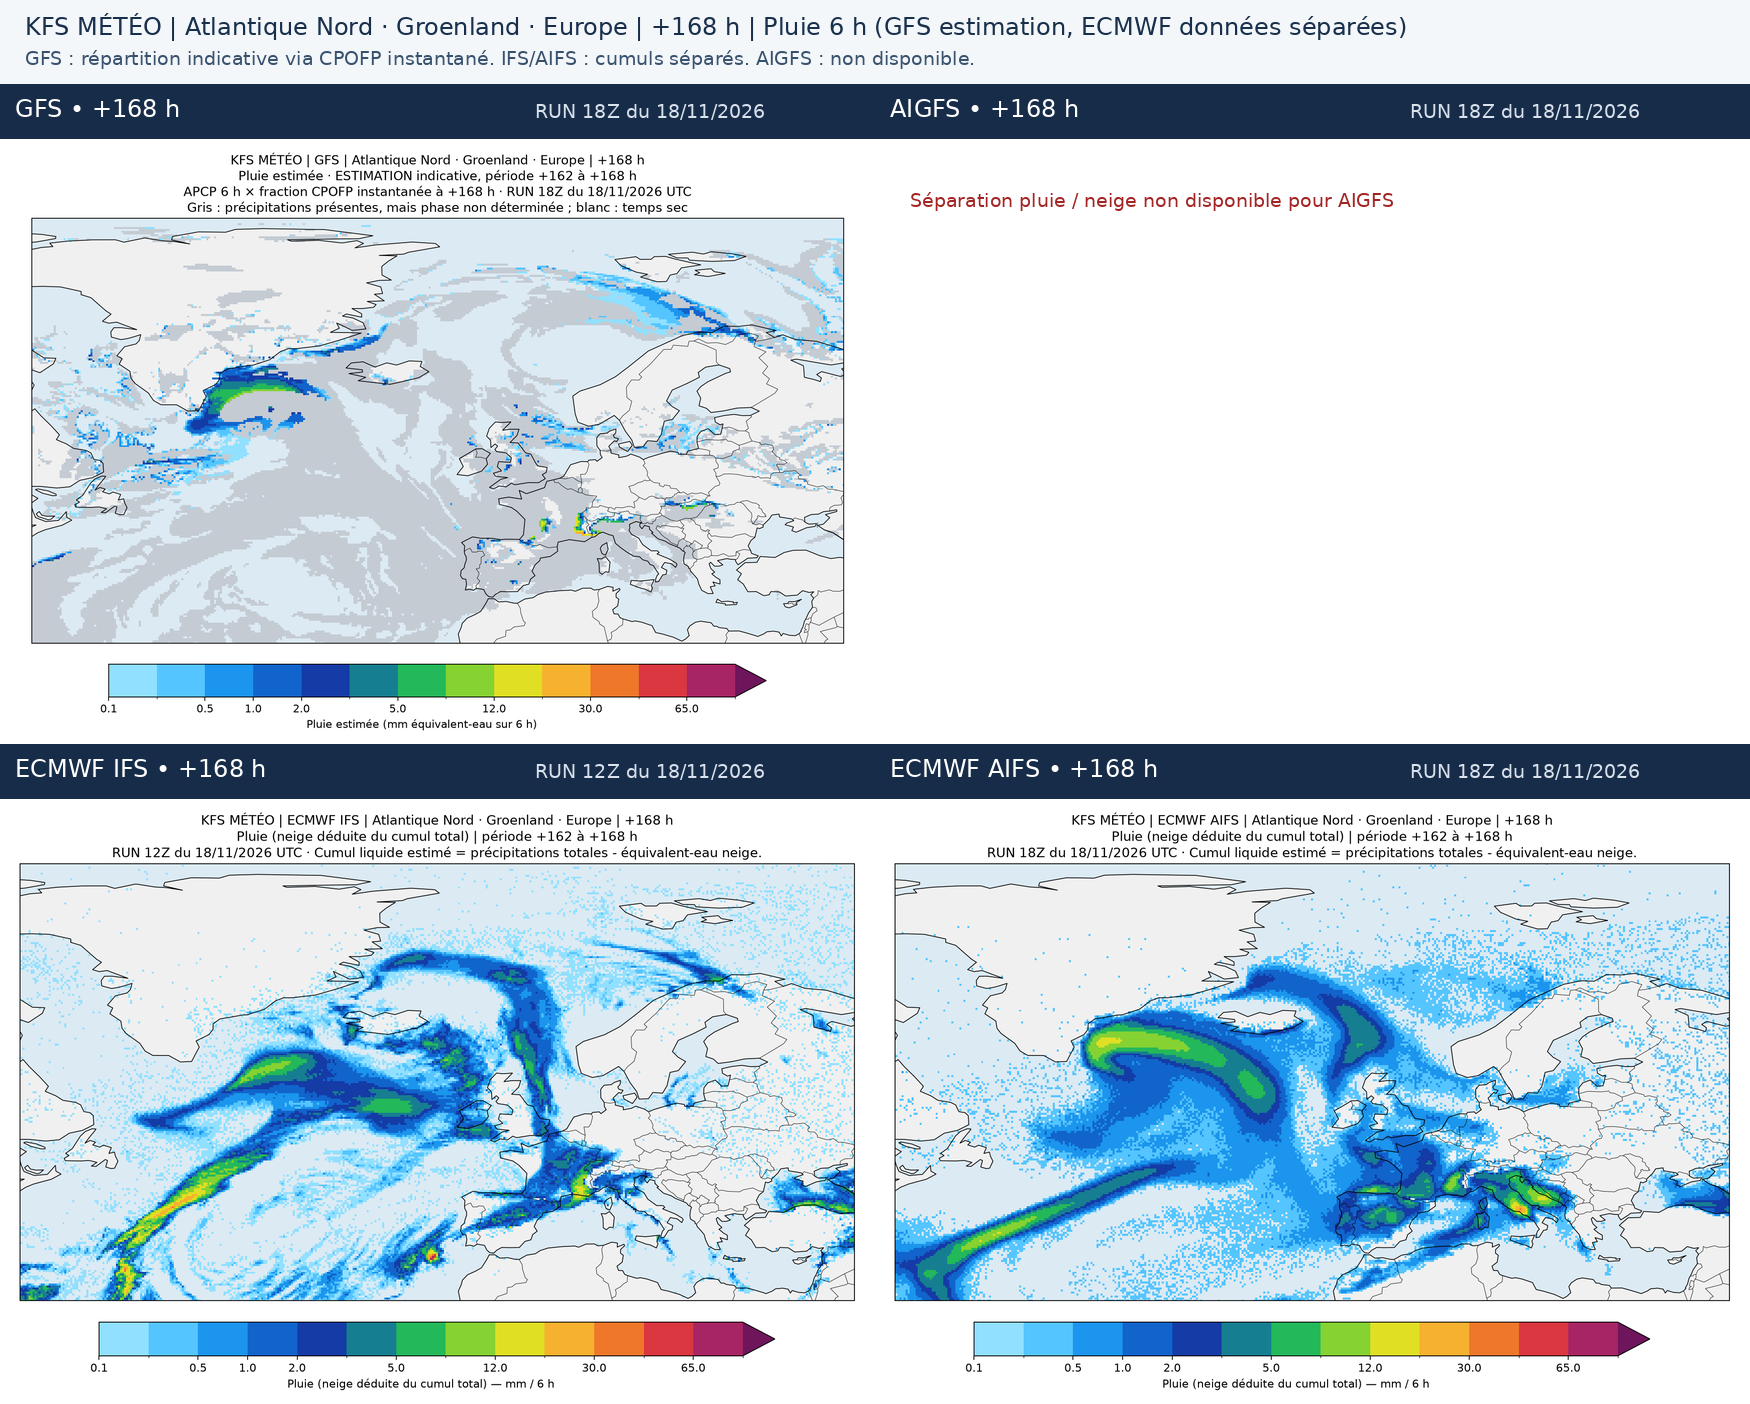 KFS MÉTÉO | Atlantique Nord · Groenland · Europe | +168 h | Pluie 6 h (GFS estimation, ECMWF données séparées)
GFS : répartition indicative via CPOFP instantané. IFS/AIFS : cumuls séparés. AIGFS : non disponible.
GFS • +168 h
RUN 18Z du 18/11/2026
AIGFS • +168 h
RUN 18Z du 18/11/2026
KFS MÉTÉO | GFS | Atlantique Nord · Groenland · Europe | +168 h
Pluie estimée · ESTIMATION indicative, période +162 à +168 h
APCP 6 h × fraction CPOFP instantanée à +168 h · RUN 18Z du 18/11/2026 UTC
Gris : précipitations présentes, mais phase non déterminée ; blanc : temps sec
Séparation pluie / neige non disponible pour AIGFS
0.1 0.5 1.0 2.0 5.0 12.0 30.0 65.0
Pluie estimée (mm équivalent-eau sur 6 h)
ECMWF IFS • +168 h
RUN 12Z du 18/11/2026
ECMWF AIFS • +168 h
RUN 18Z du 18/11/2026
KFS MÉTÉO | ECMWF IFS | Atlantique Nord · Groenland · Europe | +168 h
Pluie (neige déduite du cumul total) | période +162 à +168 h
RUN 12Z du 18/11/2026 UTC · Cumul liquide estimé = précipitations totales - équivalent-eau neige.
0.1 0.5 1.0 2.0 5.0 12.0 30.0 65.0
Pluie (neige déduite du cumul total) — mm / 6 h
KFS MÉTÉO | ECMWF AIFS | Atlantique Nord · Groenland · Europe | +168 h
Pluie (neige déduite du cumul total) | période +162 à +168 h
RUN 18Z du 18/11/2026 UTC · Cumul liquide estimé = précipitations totales - équivalent-eau neige.
0.1 0.5 1.0 2.0 5.0 12.0 30.0 65.0
Pluie (neige déduite du cumul total) — mm / 6 h